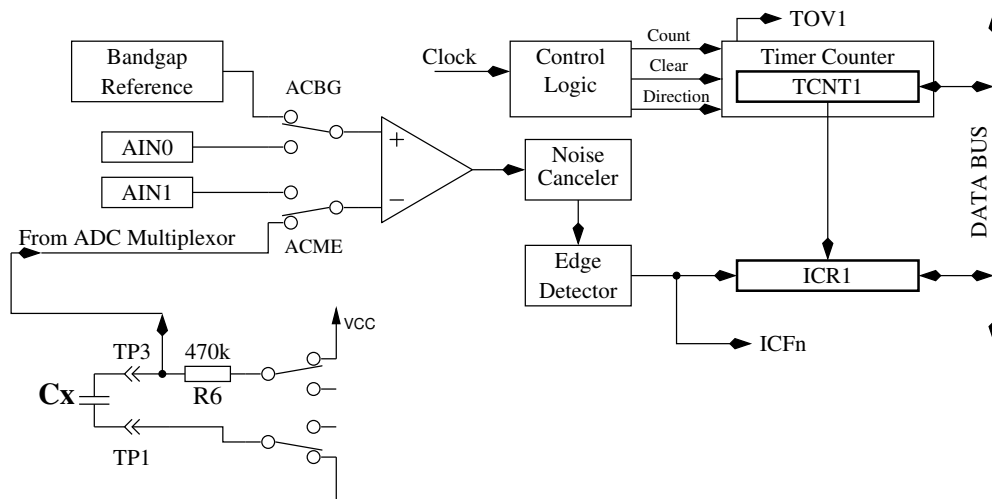 TOV1
Bandgap
Reference
ACBG
Clock
Control
Logic
Count
Clear
Direction
Timer Counter
TCNT1
AIN0
AIN1
+
−
Noise
Canceler
DATA BUS
From ADC Multiplexor
ACME
Edge
Detector
ICR1
VCC
ICFn
TP3
470k
R6
Cx
TP1